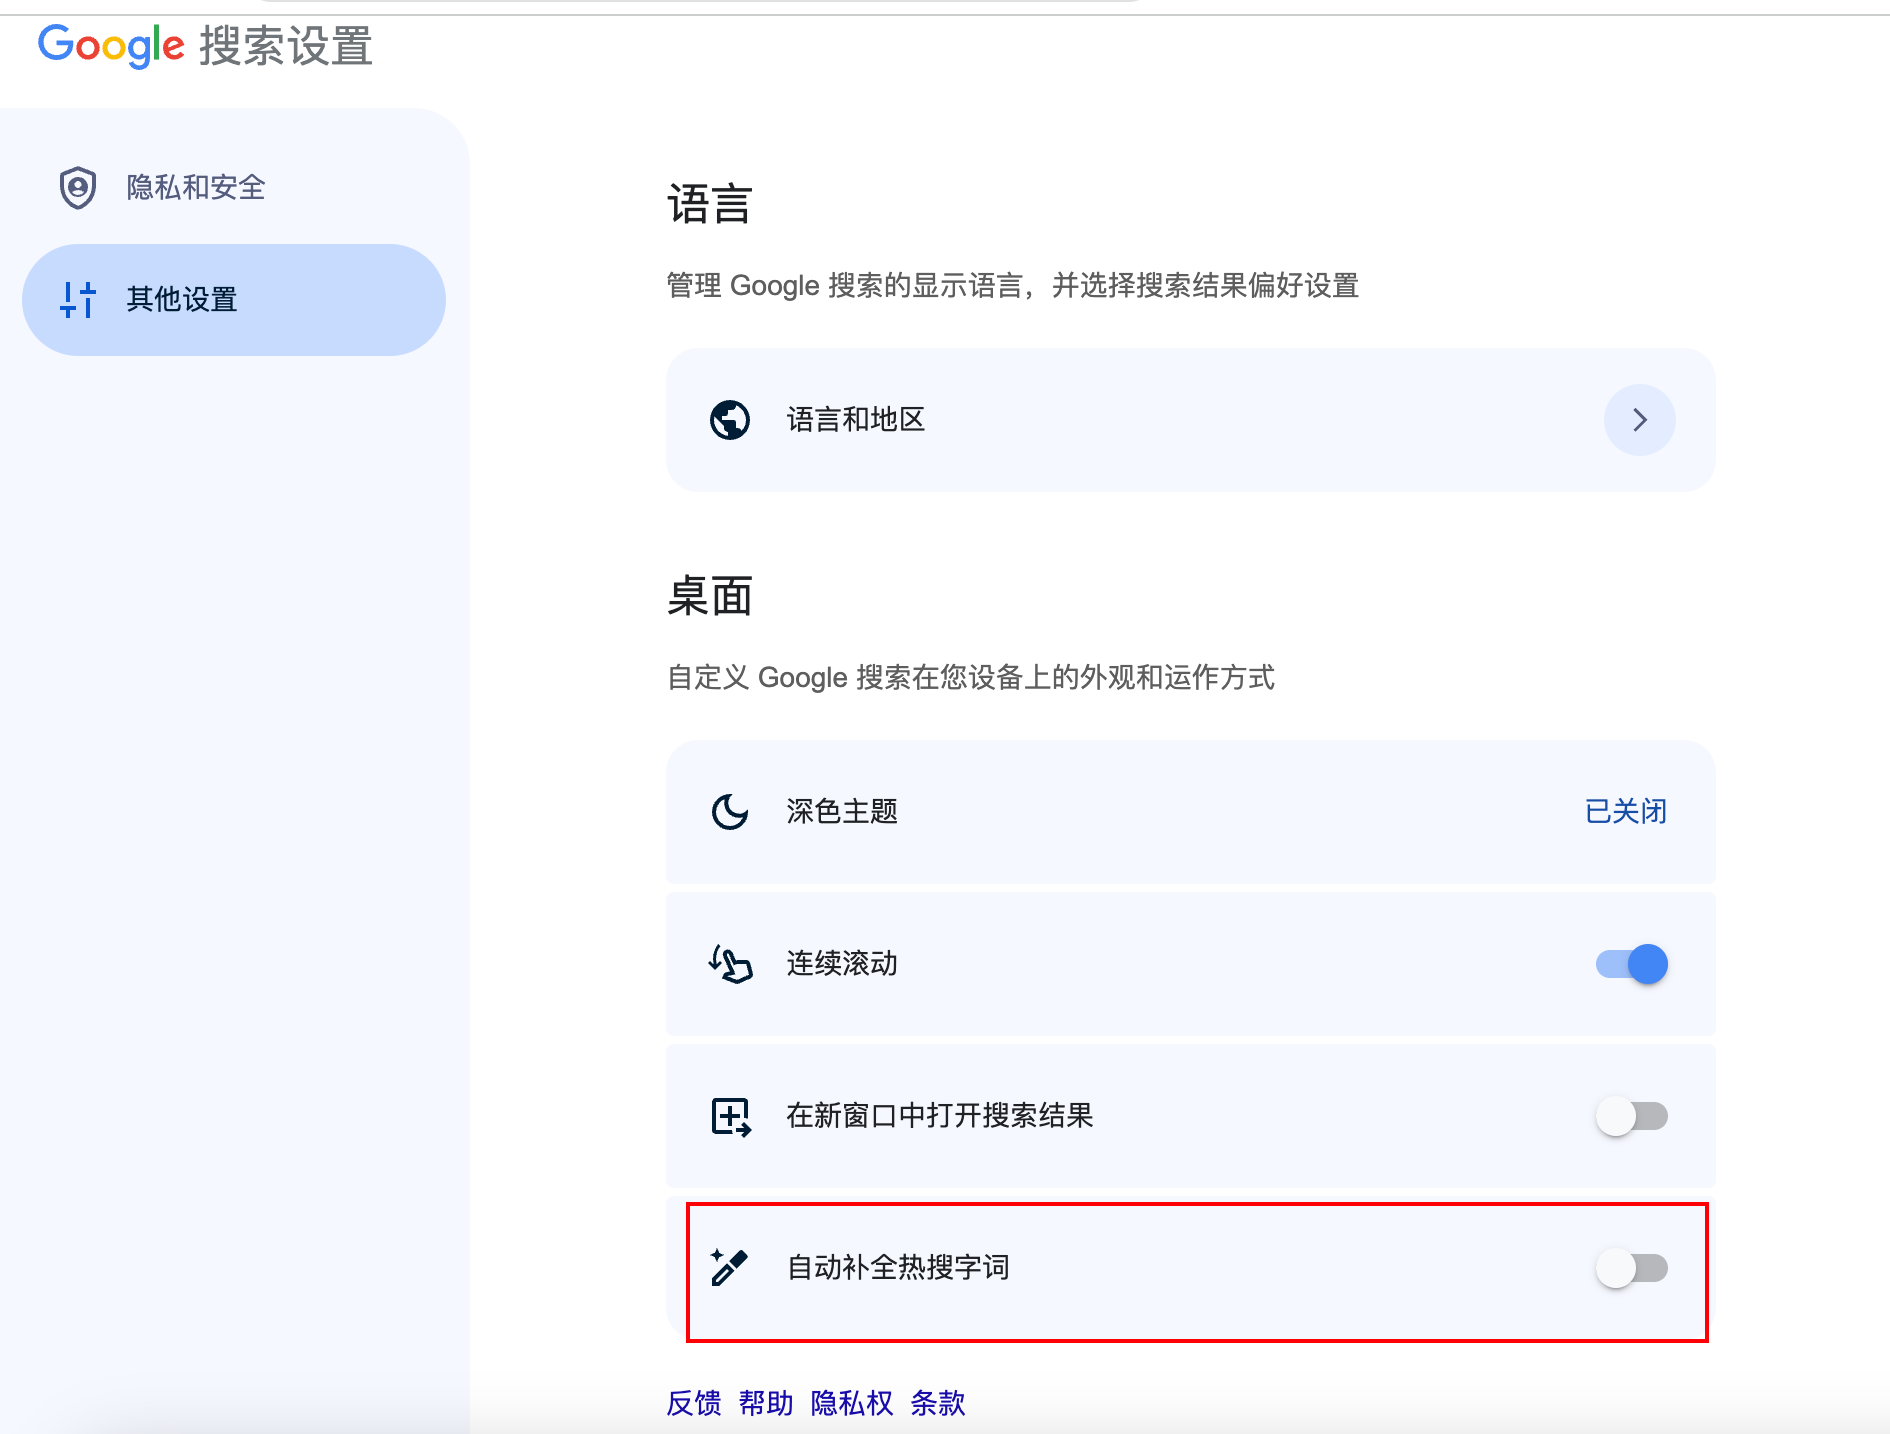 Google 搜索设置
隐私和安全
其他设置
语言
管理 Google 搜索的显示语言，并选择搜索结果偏好设置
语言和地区
桌面
自定义 Google 搜索在您设备上的外观和运作方式
深色主题
已关闭
连续滚动
在新窗口中打开搜索结果
自动补全热搜字词
反馈 帮助 隐私权 条款